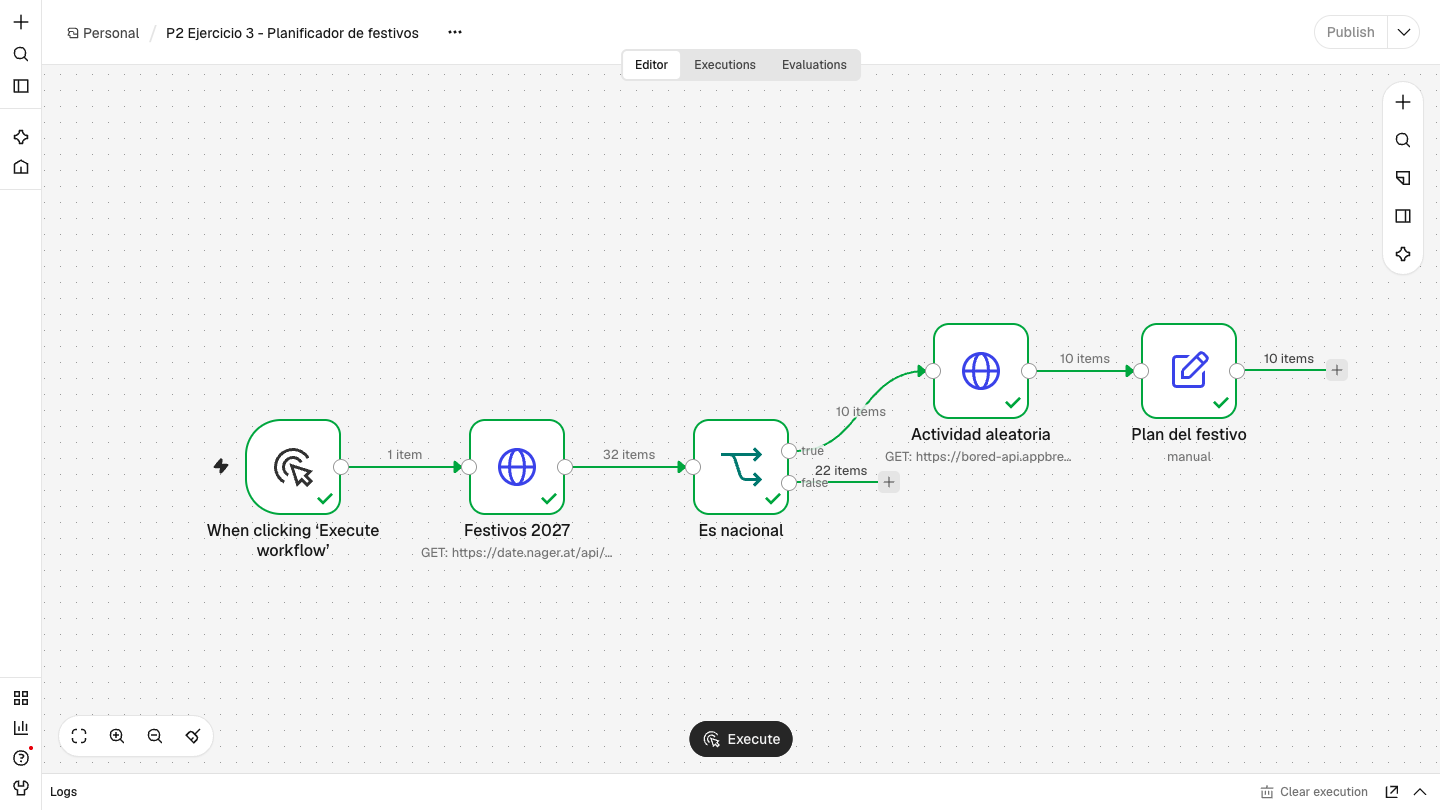 Personal / P2 Ejercicio 3 - Planificador de festivos ...
Publish
Editor Executions Evaluations
10 items 10 items
10 items
Actividad aleatoria Plan del festivo
GET: https://bored-api.appbre... manual
1 item 32 items true
22 items
false
When clicking ‘Execute workflow’
Festivos 2027
GET: https://date.nager.at/api/...
Es nacional
Execute
Logs Clear execution